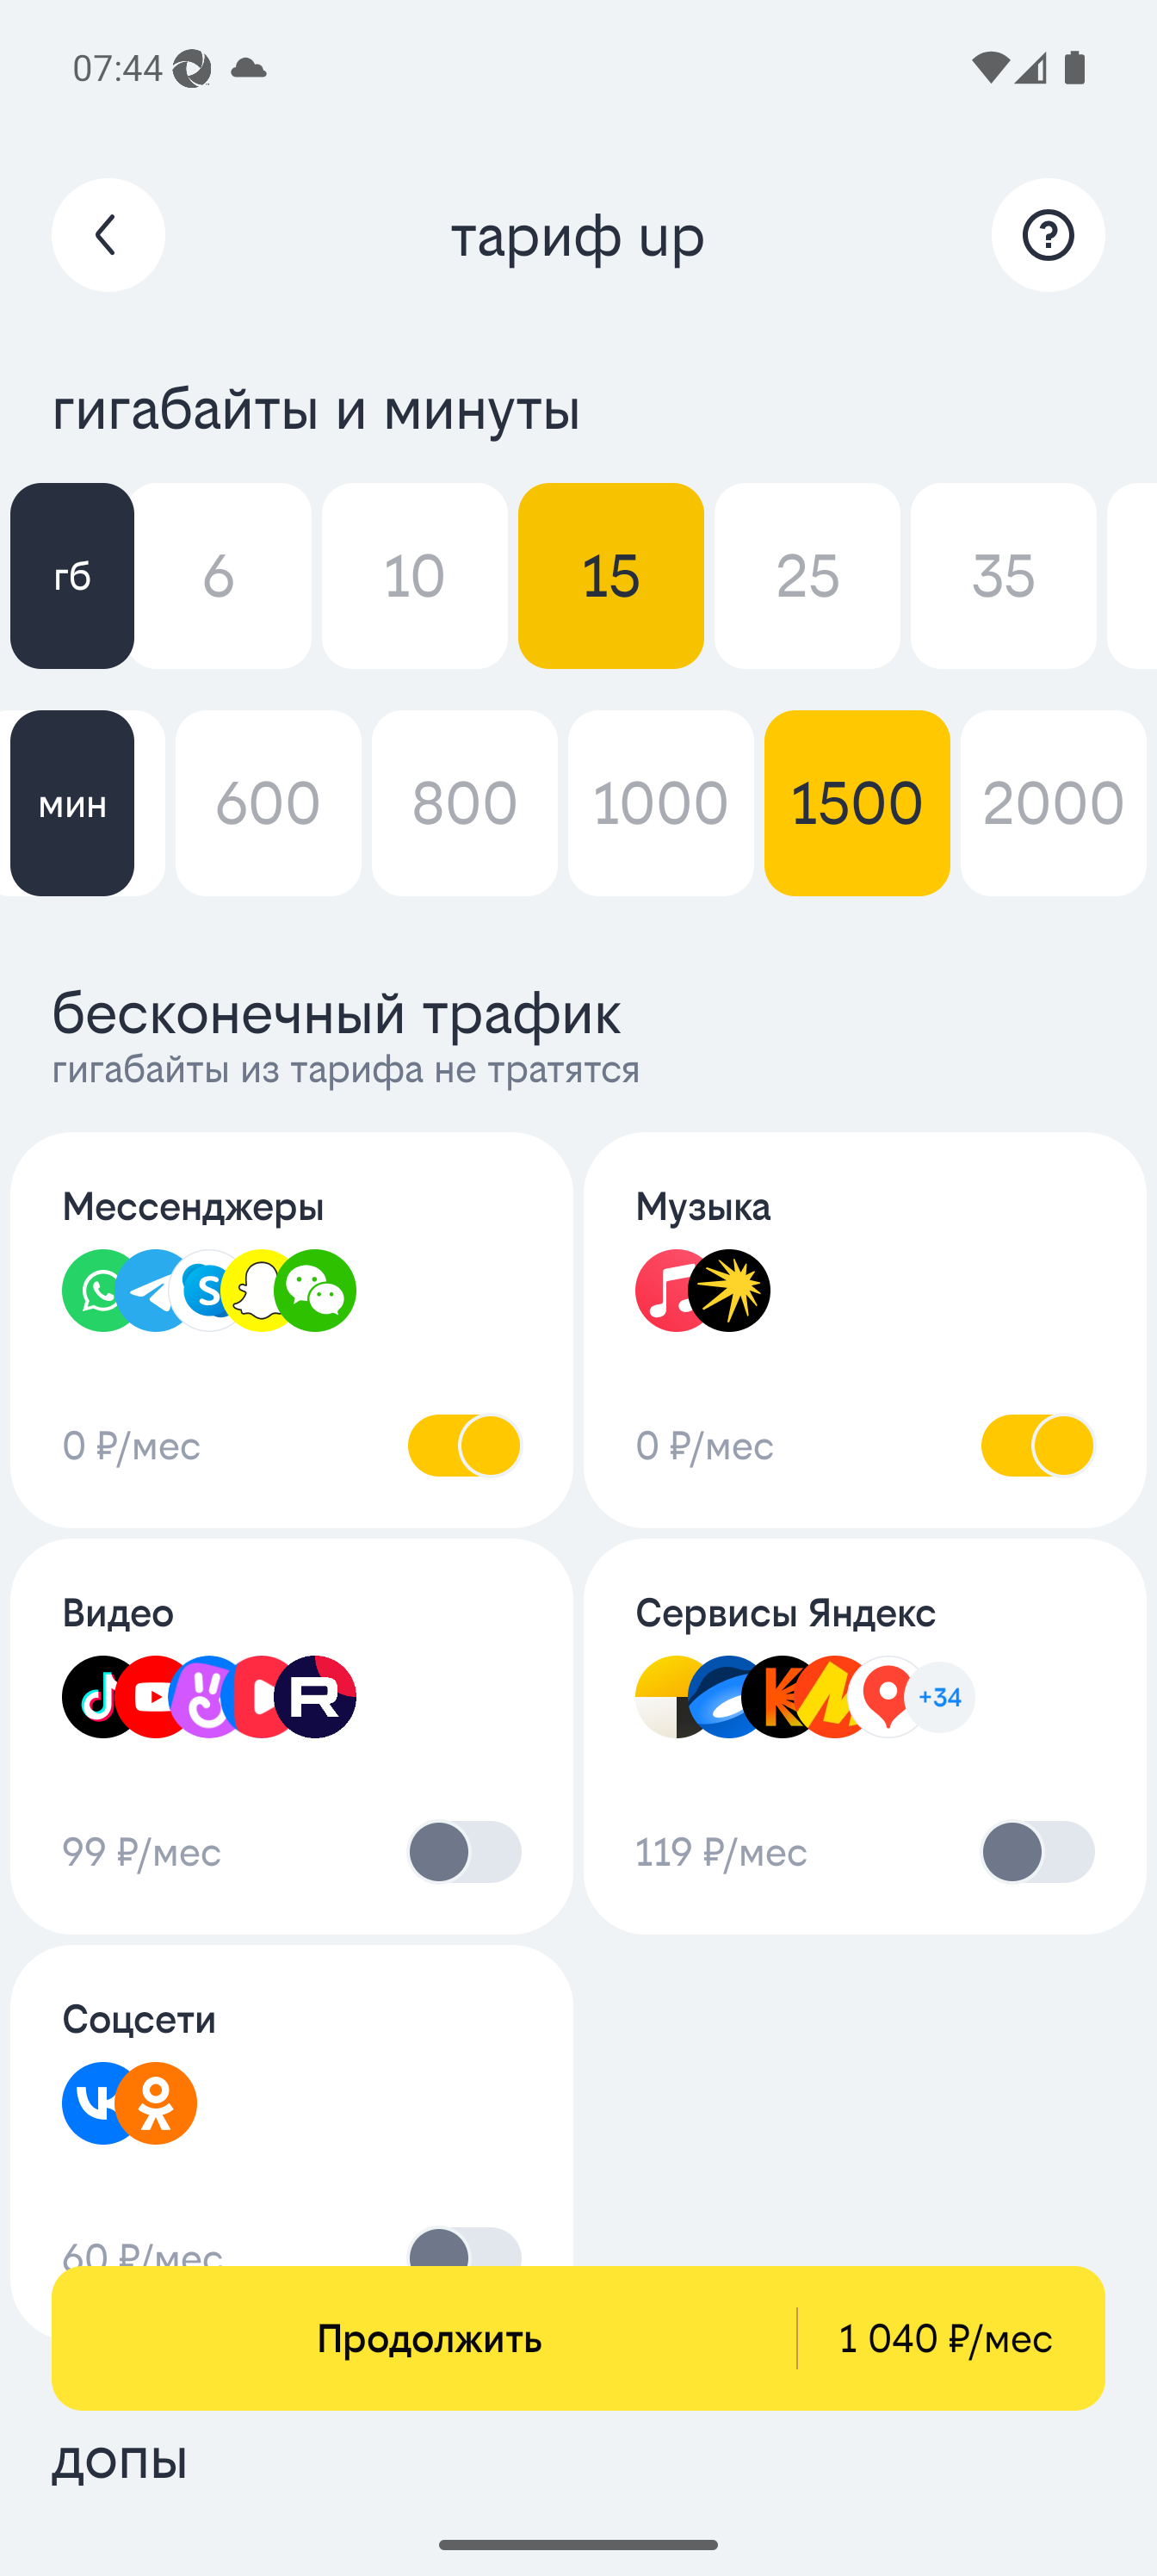 07:44
тариф up
гигабайты и минуты
гб 6 10 15 25 35
мин 600 800 1000 1500 2000
бесконечный трафик
гигабайты из тарифа не тратятся
Мессенджеры
0 ₽/мес
Музыка
0 ₽/мес
Видео
99 ₽/мес
Сервисы Яндекс
+34
119 ₽/мес
Соцсети
60 ₽/мес
Продолжить 1 040 ₽/мес
допы